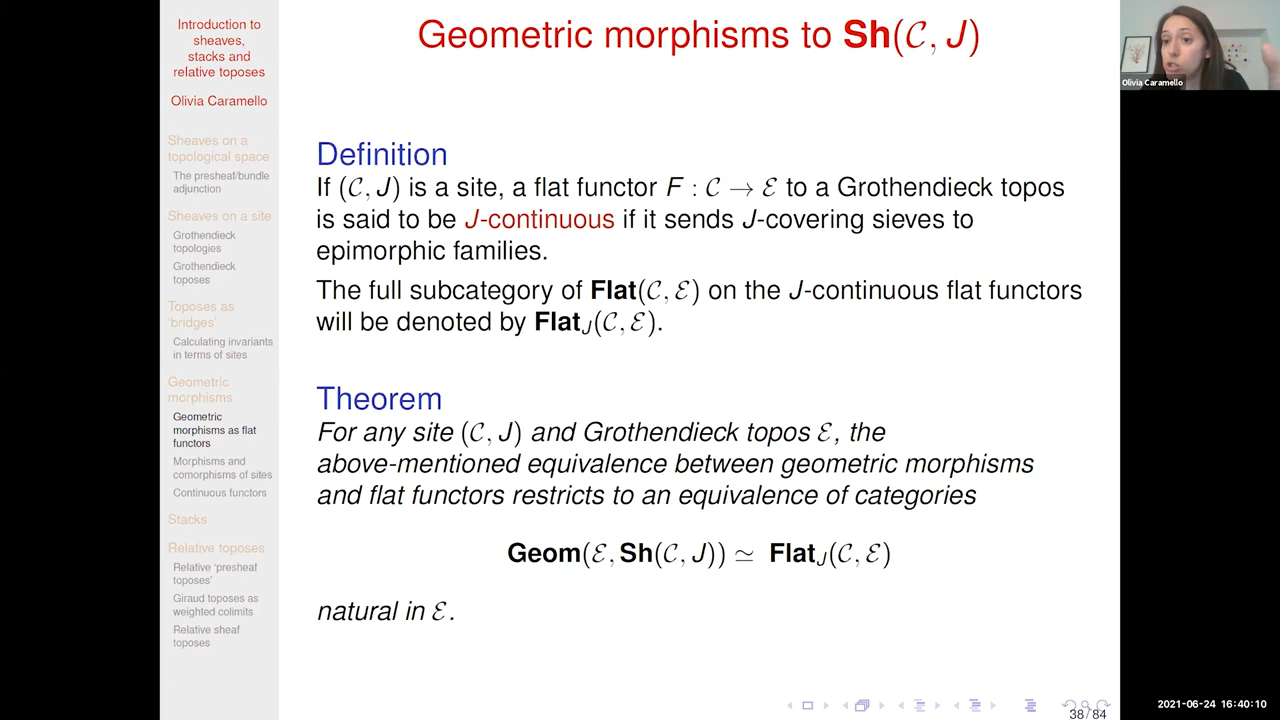 Introduction to
sheaves,
stacks and
relative toposes
Olivia Caramello
Sheaves on a
topological space
The presheaf/bundle
adjunction
Sheaves on a site
Grothendieck
topologies
Grothendieck
toposes
Toposes as
‘bridges’
Calculating invariants
in terms of sites
Geometric
morphisms
Geometric
morphisms as flat
functors
Morphisms and
comorphisms of sites
Continuous functors
Stacks
Relative toposes
Relative ‘presheaf
toposes’
Giraud toposes as
weighted colimits
Relative sheaf
toposes
Geometric morphisms to Sh(𝒞, J)
Definition
If (𝒞, J) is a site, a flat functor F : 𝒞 → ℰ to a Grothendieck topos
is said to be J-continuous if it sends J-covering sieves to
epimorphic families.
The full subcategory of Flat(𝒞, ℰ) on the J-continuous flat functors
will be denoted by Flat_J(𝒞, ℰ).
Theorem
For any site (𝒞, J) and Grothendieck topos ℰ, the
above-mentioned equivalence between geometric morphisms
and flat functors restricts to an equivalence of categories
Geom(ℰ, Sh(𝒞, J)) ≃ Flat_J(𝒞, ℰ)
natural in ℰ.
38/84
Olivia Caramello
2021-06-24 16:40:10